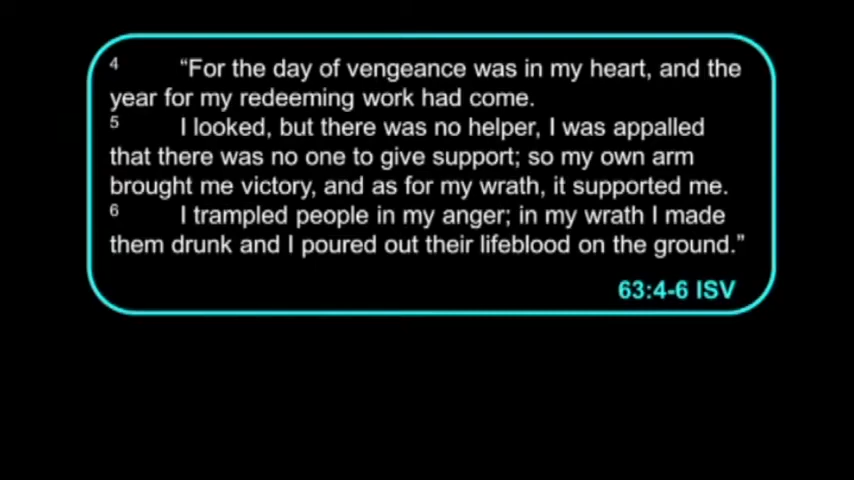 4 “For the day of vengeance was in my heart, and the
year for my redeeming work had come.
5 I looked, but there was no helper, I was appalled
that there was no one to give support; so my own arm
brought me victory, and as for my wrath, it supported me.
6 I trampled people in my anger; in my wrath I made
them drunk and I poured out their lifeblood on the ground.”
63:4-6 ISV